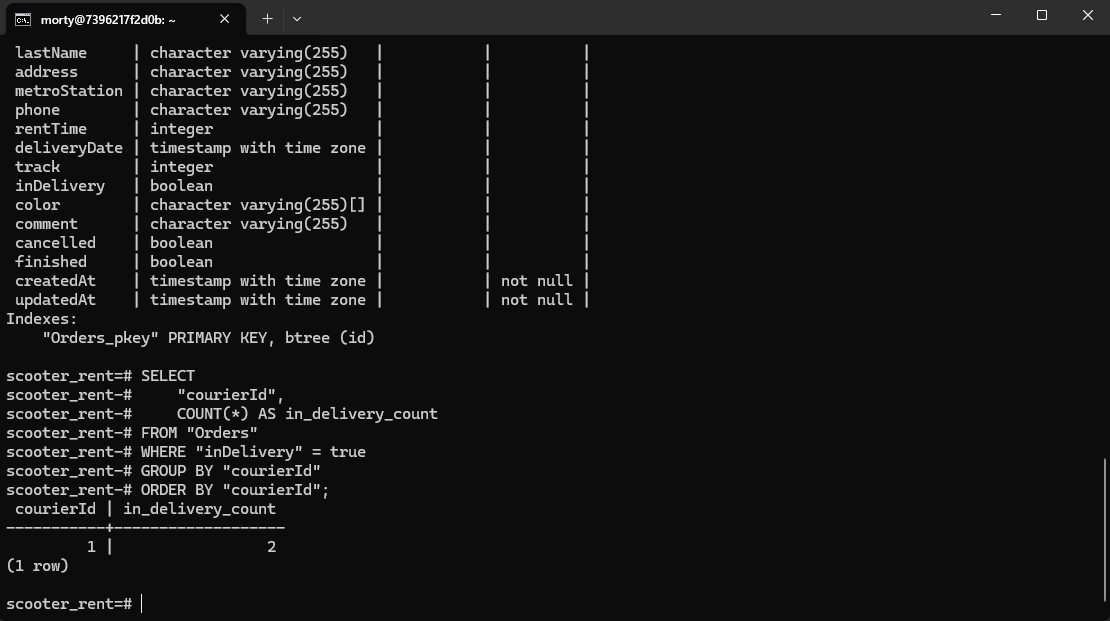 morty@7396217f2d0b: ~
 lastName     | character varying(255)   |           |          |
 address      | character varying(255)   |           |          |
 metroStation | character varying(255)   |           |          |
 phone        | character varying(255)   |           |          |
 rentTime     | integer                  |           |          |
 deliveryDate | timestamp with time zone |           |          |
 track        | integer                  |           |          |
 inDelivery   | boolean                  |           |          |
 color        | character varying(255)[] |           |          |
 comment      | character varying(255)   |           |          |
 cancelled    | boolean                  |           |          |
 finished     | boolean                  |           |          |
 createdAt    | timestamp with time zone |           | not null |
 updatedAt    | timestamp with time zone |           | not null |
Indexes:
    "Orders_pkey" PRIMARY KEY, btree (id)

scooter_rent=# SELECT
scooter_rent-#     "courierId",
scooter_rent-#     COUNT(*) AS in_delivery_count
scooter_rent-# FROM "Orders"
scooter_rent-# WHERE "inDelivery" = true
scooter_rent-# GROUP BY "courierId"
scooter_rent-# ORDER BY "courierId";
 courierId | in_delivery_count
-----------+-------------------
         1 |                 2
(1 row)

scooter_rent=#